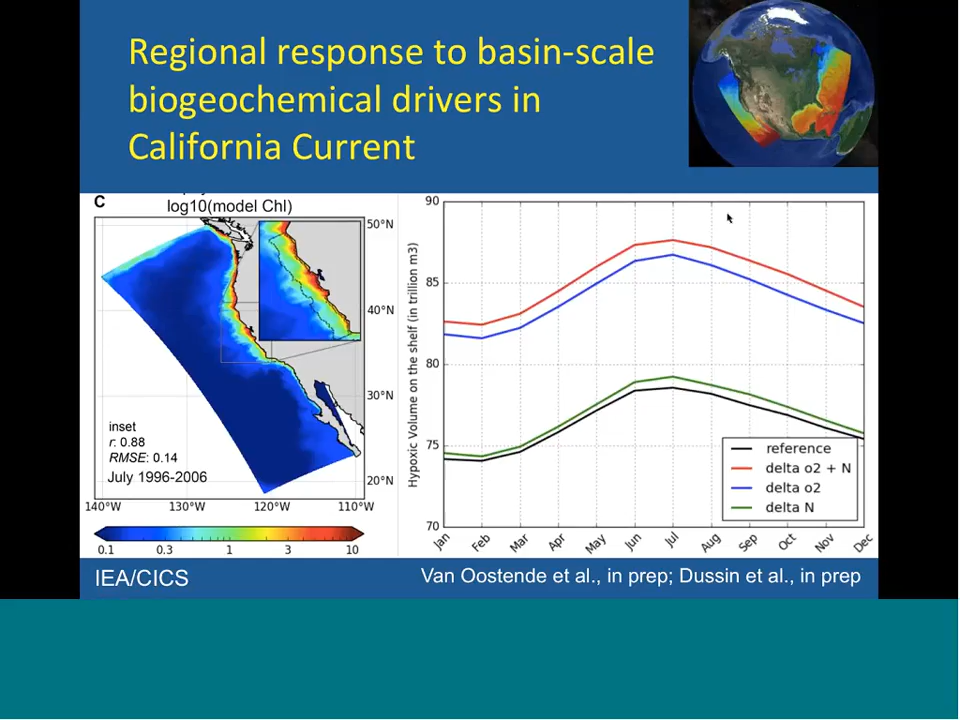 Regional response to basin-scale
biogeochemical drivers in
California Current
C
log10(model Chl)
50°N
40°N
30°N
20°N
inset
r: 0.88
RMSE: 0.14
July 1996-2006
140°W 130°W 120°W 110°W
0.1 0.3 1 3 10
Hypoxic Volume on the shelf (in trillion m3)
90
85
80
75
70
reference
delta o2 + N
delta o2
delta N
Jan Feb Mar Apr May Jun Jul Aug Sep Oct Nov Dec
IEA/CICS
Van Oostende et al., in prep; Dussin et al., in prep